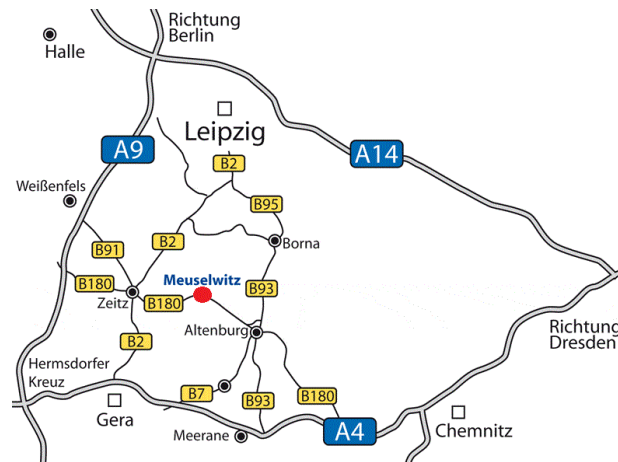 Richtung
Berlin
Halle
Leipzig
A9
A14
B2
Weißenfels
B95
B91
B2
Borna
Meuselwitz
B180
Zeitz
B180
B93
Altenburg
Richtung
Dresden
B2
Hermsdorfer
Kreuz
B7
B93
B180
Gera
Meerane
A4
Chemnitz